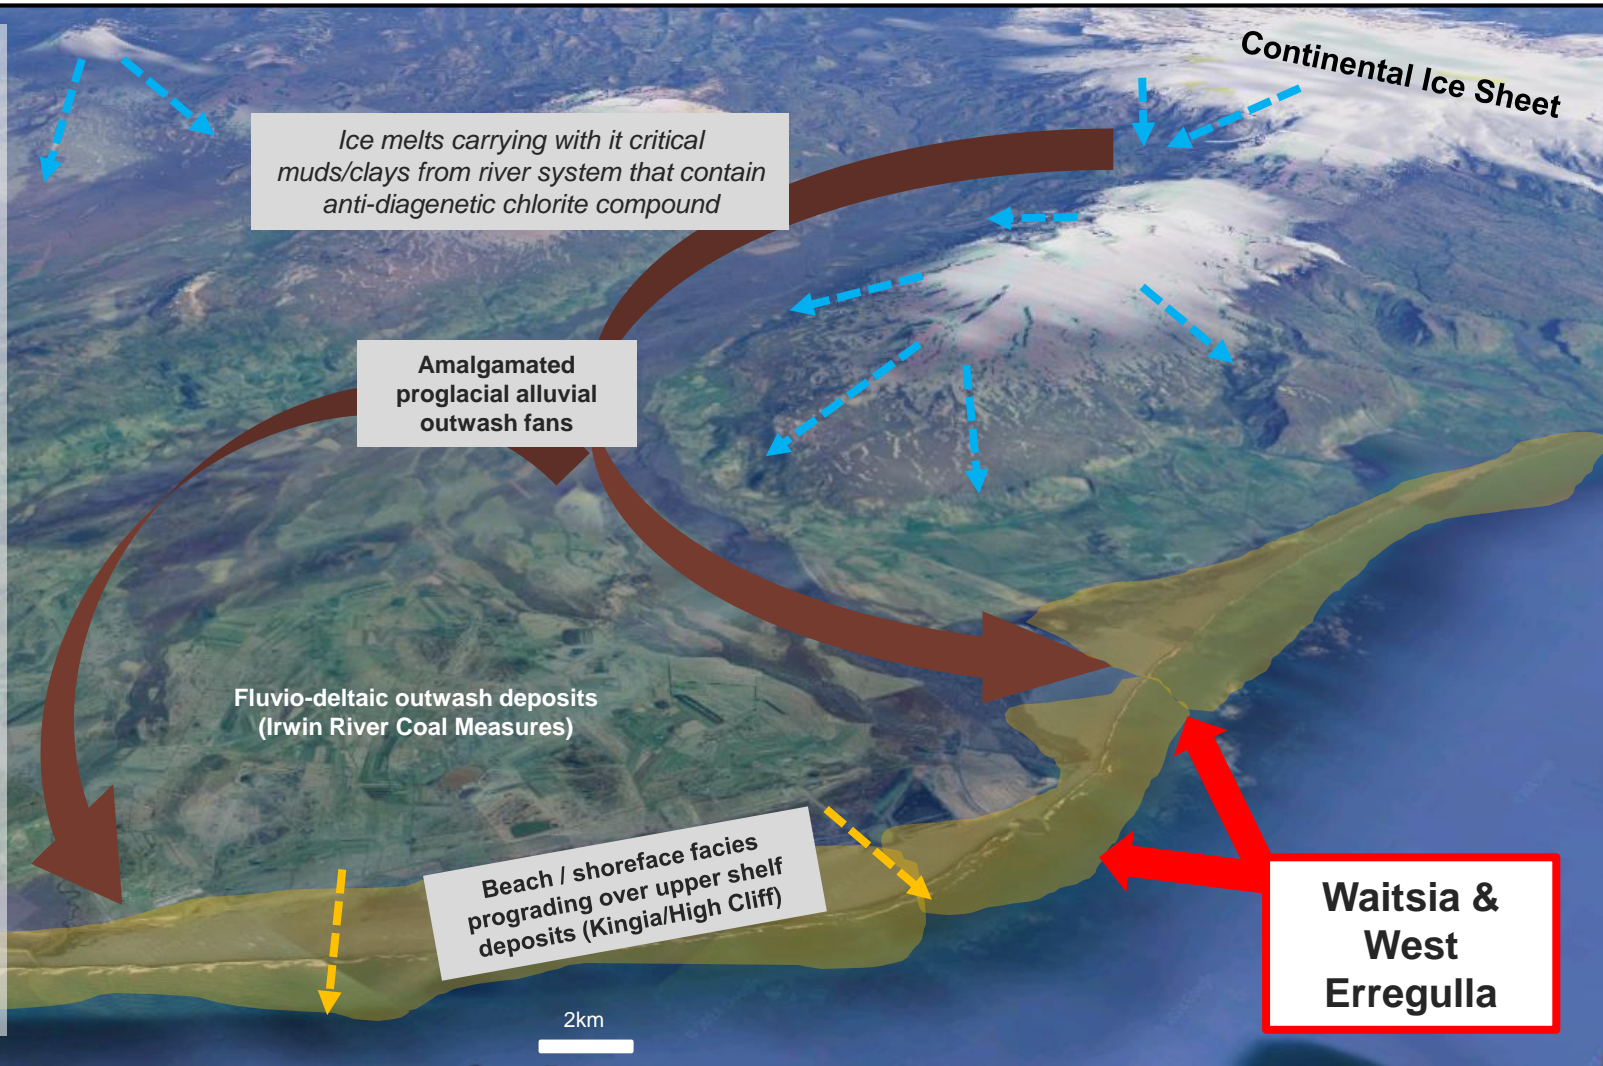 Continental Ice Sheet
Ice melts carrying with it critical
muds/clays from river system that contain
anti-diagenetic chlorite compound
Amalgamated
proglacial alluvial
outwash fans
Fluvio-deltaic outwash deposits
(Irwin River Coal Measures)
Beach / shoreface facies
prograding over upper shelf
deposits (Kingia/High Cliff)
Waitsia &
West
Erregulla
2km